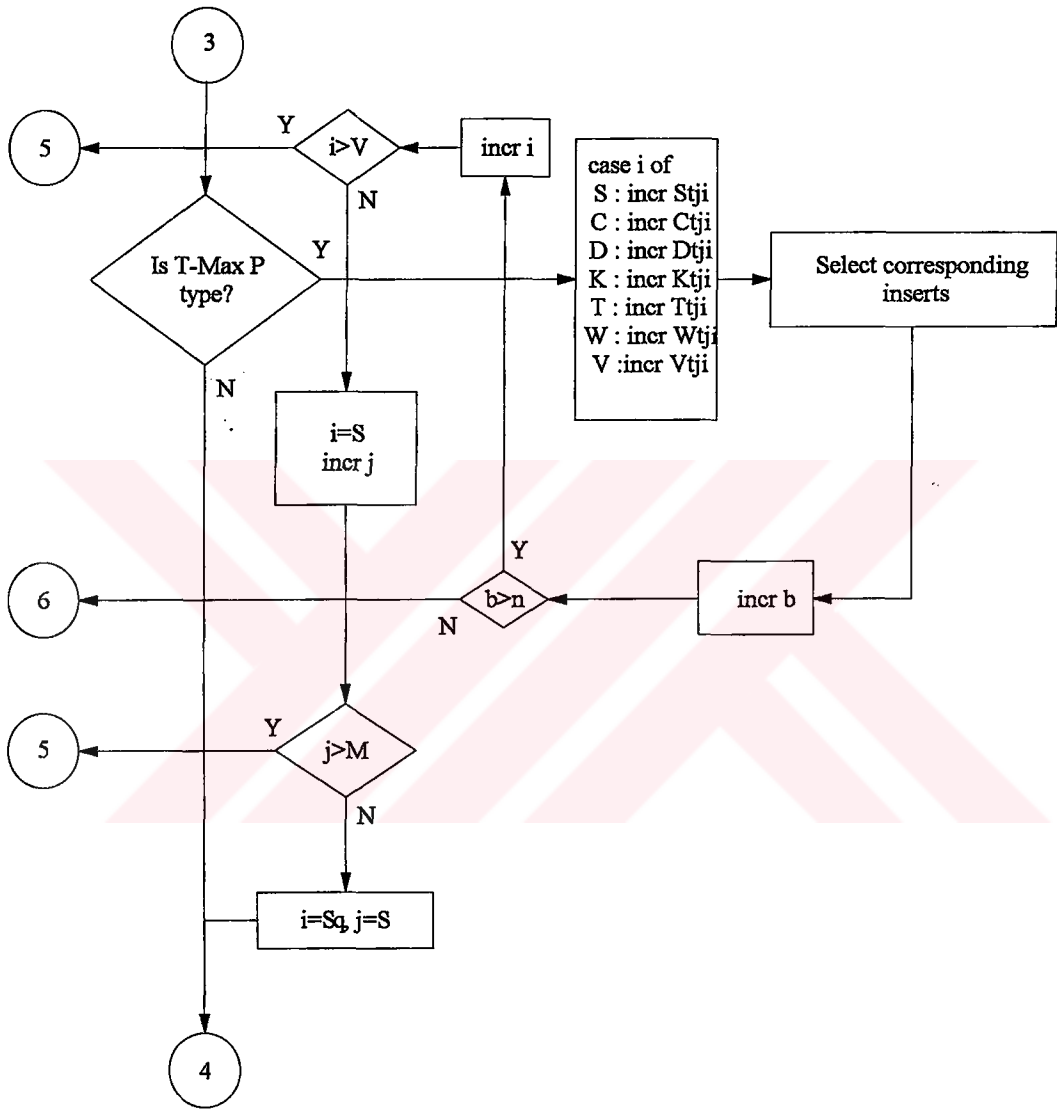 3
5
Y
i>V
N
incr i
Is T-Max P
type?
Y
N
case i of
S : incr Stji
C : incr Ctji
D : incr Dtji
K : incr Ktji
T : incr Ttji
W : incr Wtji
V :incr Vtji
Select corresponding
inserts
i=S
incr j
6
Y
b>n
N
incr b
5
Y
j>M
N
i=Sq, j=S
4